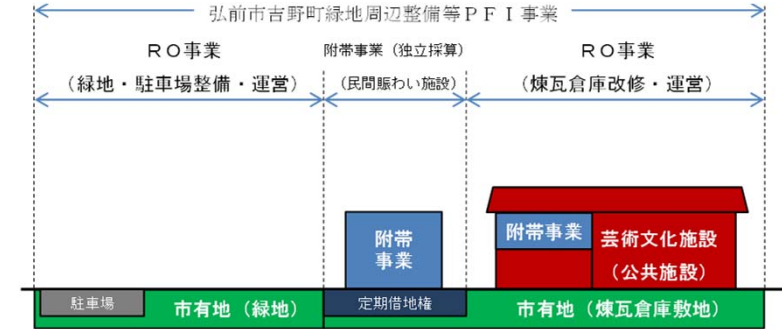 弘前市吉野町緑地周辺整備等PFI事業
RO事業
(緑地・駐車場整備・運営)
附帯事業(独立採算)
(民間賑わい施設)
RO事業
(煉瓦倉庫改修・運営)
附帯
事業
附帯事業
芸術文化施設
(公共施設)
駐車場
市有地(緑地)
定期借地権
市有地(煉瓦倉庫敷地)